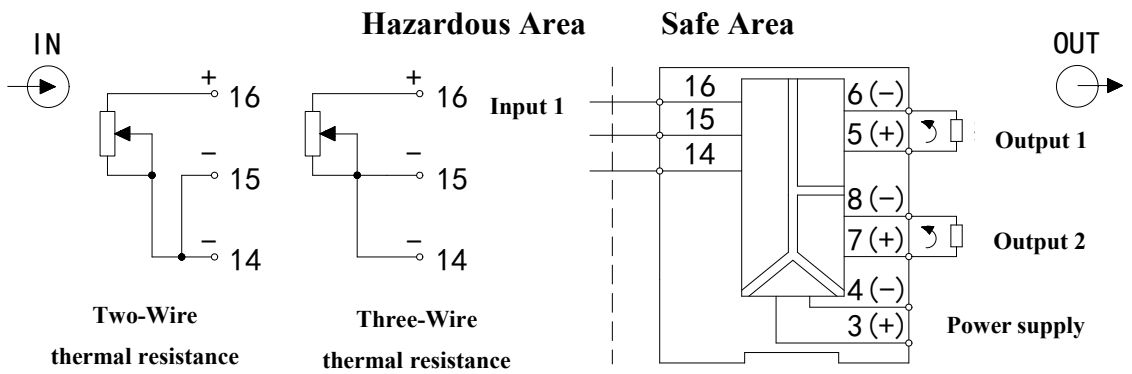 Hazardous Area Safe Area
IN
OUT
+
16
−
15
−
14
Two-Wire
thermal resistance
+
16
−
15
−
14
Three-Wire
thermal resistance
Input 1
16
15
14
6(−)
5(+)
Output 1
8(−)
7(+)
Output 2
4(−)
3(+)
Power supply